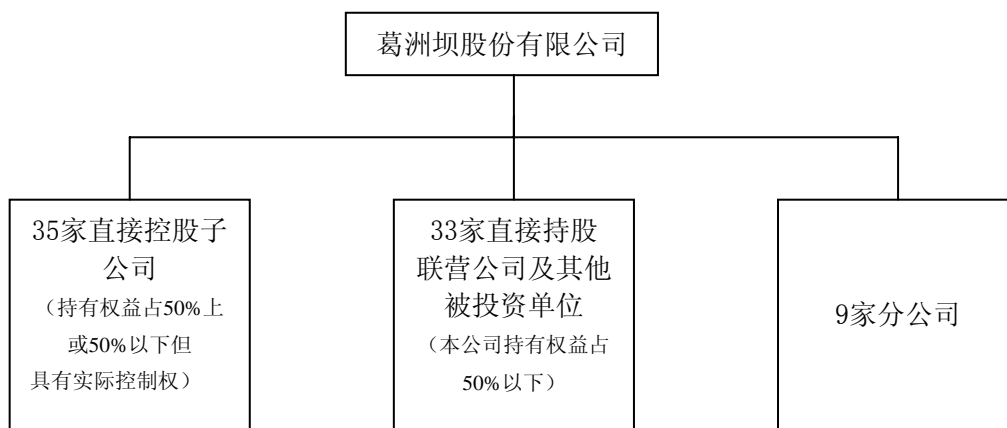 葛洲坝股份有限公司
35家直接控股子
公司
（持有权益占50%上
或50%以下但
具有实际控制权）
33家直接持股
联营公司及其他
被投资单位
（本公司持有权益占
50%以下）
9家分公司